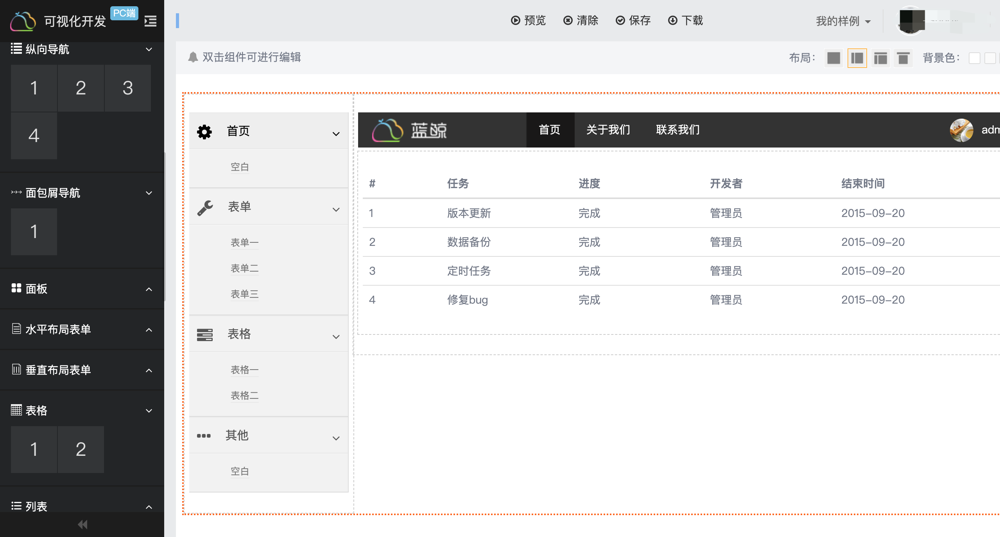 可视化开发
PC端
预览 清除 保存 下载
我的样例
纵向导航
1 2 3
4
面包屑导航
1
面板
水平布局表单
垂直布局表单
表格
1 2
列表
双击组件可进行编辑
布局：
背景色：
首页
空白
表单
表单一
表单二
表单三
表格
表格一
表格二
其他
空白
蓝鲸 首页 关于我们 联系我们
# 任务 进度 开发者 结束时间
1 版本更新 完成 管理员 2015-09-20
2 数据备份 完成 管理员 2015-09-20
3 定时任务 完成 管理员 2015-09-20
4 修复bug 完成 管理员 2015-09-20